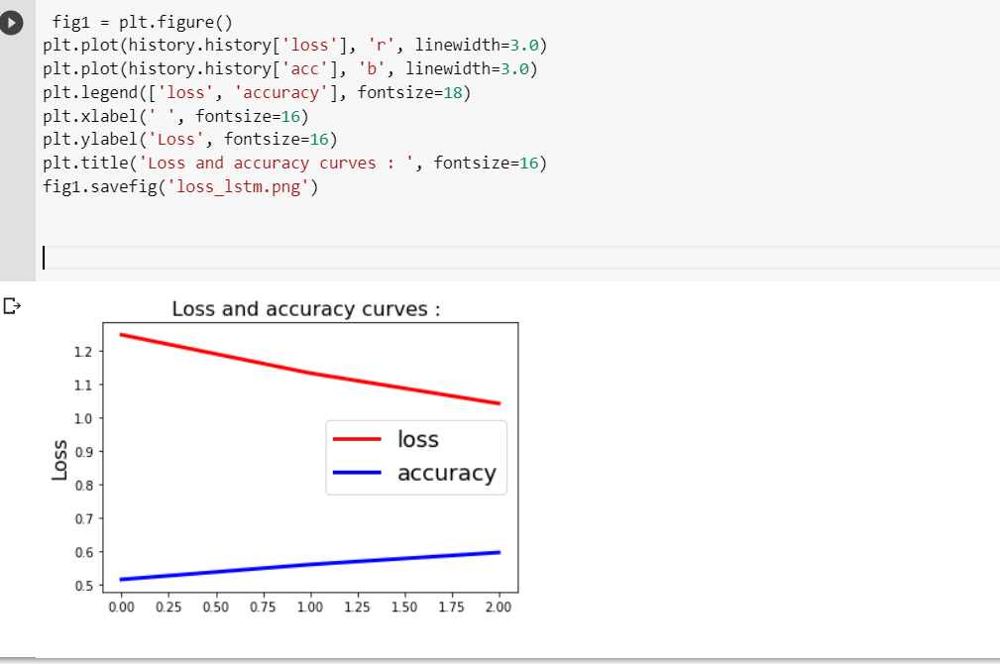 fig1 = plt.figure()
plt.plot(history.history['loss'], 'r', linewidth=3.0)
plt.plot(history.history['acc'], 'b', linewidth=3.0)
plt.legend(['loss', 'accuracy'], fontsize=18)
plt.xlabel(' ', fontsize=16)
plt.ylabel('Loss', fontsize=16)
plt.title('Loss and accuracy curves : ', fontsize=16)
fig1.savefig('loss_lstm.png')
Loss and accuracy curves :
1.2
1.1
1.0
0.9
0.8
0.7
0.6
0.5
Loss
loss
accuracy
0.00 0.25 0.50 0.75 1.00 1.25 1.50 1.75 2.00